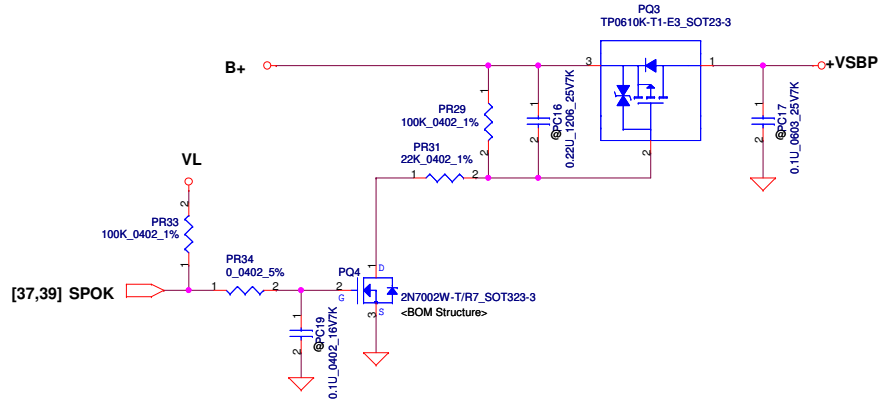 PQ3
TP0610K-T1-E3_SOT23-3
B+
3
1
+VSBP
1
1
1
PR29
100K_0402_1%
2
2
@PC16
0.22U_1206_25V7K
2
2
@PC17
0.1U_0603_25V7K
PR31
22K_0402_1%
1
2
VL
2
PR33
100K_0402_1%
1
PR34
0_0402_5%
[37,39] SPOK
1
2
PQ4
2
G
1
D
3
S
2N7002W-T/R7_SOT323-3
<BOM Structure>
1
2
@PC19
0.1U_0402_16V7K